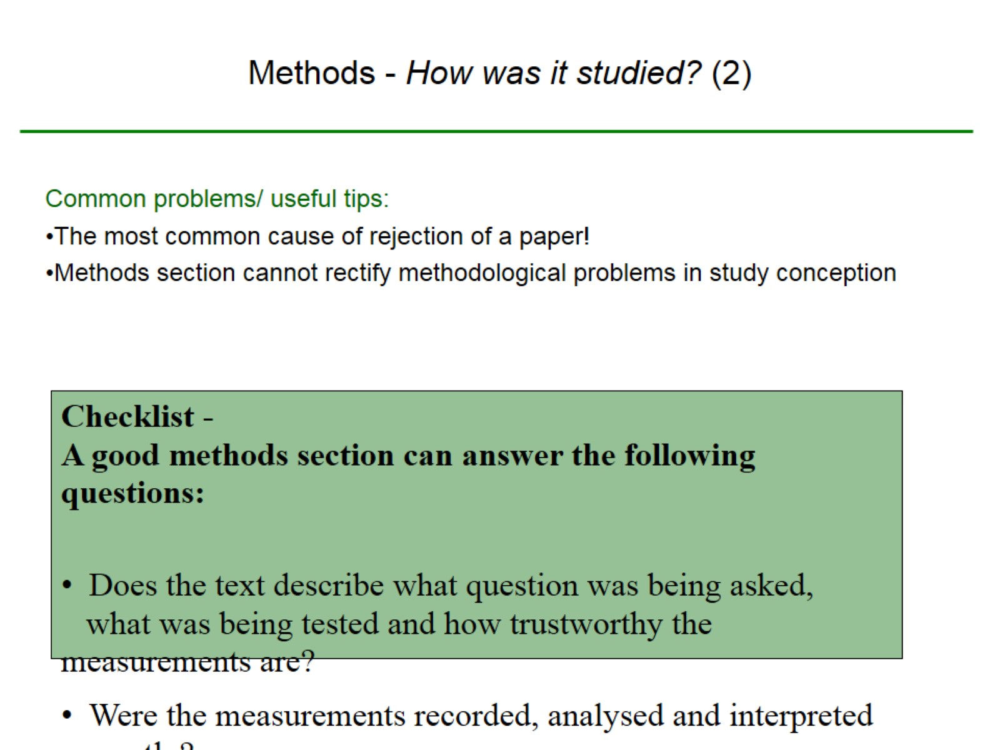 Methods - How was it studied? (2)
Common problems/ useful tips:
•The most common cause of rejection of a paper!
•Methods section cannot rectify methodological problems in study conception
Checklist -
A good methods section can answer the following
questions:
• Does the text describe what question was being asked,
what was being tested and how trustworthy the
measurements are?
• Were the measurements recorded, analysed and interpreted